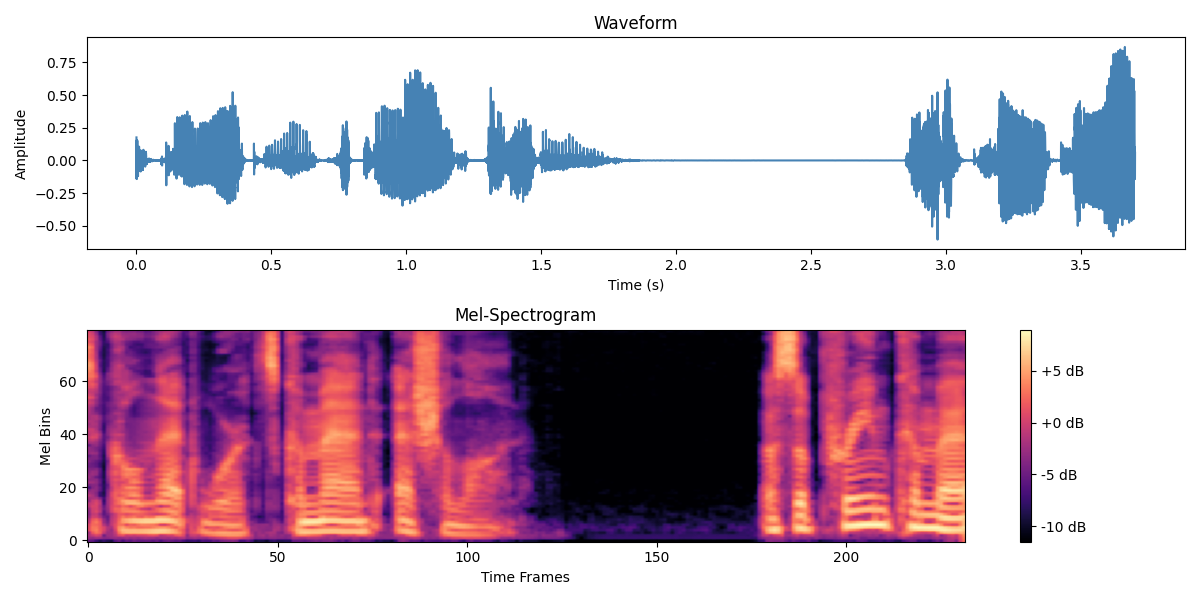 Waveform
0.75
0.50
0.25
0.00
−0.25
−0.50
Amplitude
0.0 0.5 1.0 1.5 2.0 2.5 3.0 3.5
Time (s)
Mel-Spectrogram
60
40
20
0
Mel Bins
0 50 100 150 200
Time Frames
+5 dB
+0 dB
-5 dB
-10 dB